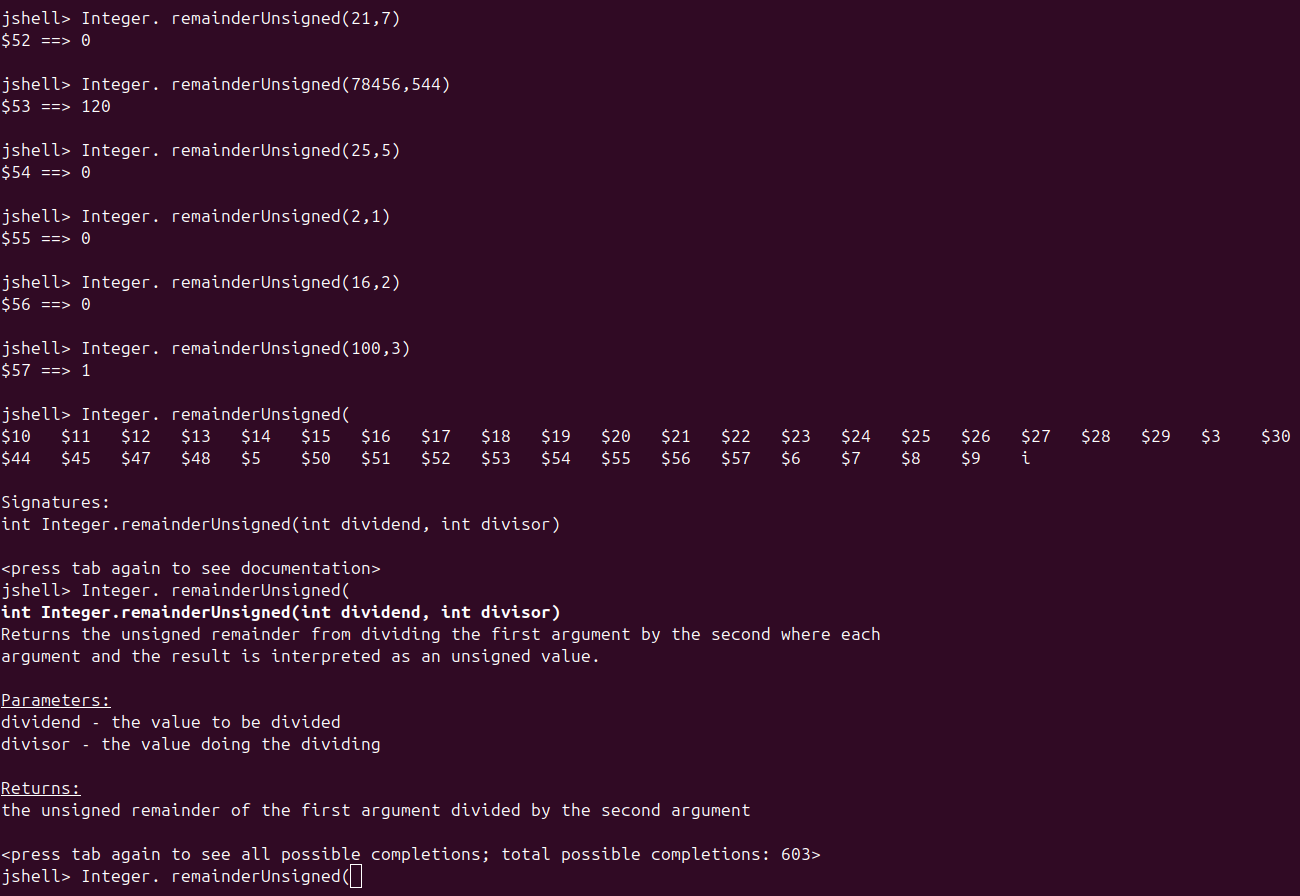 jshell> Integer. remainderUnsigned(21,7)
$52 ==> 0
jshell> Integer. remainderUnsigned(78456,544)
$53 ==> 120
jshell> Integer. remainderUnsigned(25,5)
$54 ==> 0
jshell> Integer. remainderUnsigned(2,1)
$55 ==> 0
jshell> Integer. remainderUnsigned(16,2)
$56 ==> 0
jshell> Integer. remainderUnsigned(100,3)
$57 ==> 1
jshell> Integer. remainderUnsigned(
$10 $11 $12 $13 $14 $15 $16 $17 $18 $19 $20 $21 $22 $23 $24 $25 $26 $27 $28 $29 $3 $30
$44 $45 $47 $48 $5 $50 $51 $52 $53 $54 $55 $56 $57 $6 $7 $8 $9 i
Signatures:
int Integer.remainderUnsigned(int dividend, int divisor)
<press tab again to see documentation>
jshell> Integer. remainderUnsigned(
int Integer.remainderUnsigned(int dividend, int divisor)
Returns the unsigned remainder from dividing the first argument by the second where each
argument and the result is interpreted as an unsigned value.
Parameters:
dividend - the value to be divided
divisor - the value doing the dividing
Returns:
the unsigned remainder of the first argument divided by the second argument
<press tab again to see all possible completions; total possible completions: 603>
jshell> Integer. remainderUnsigned(